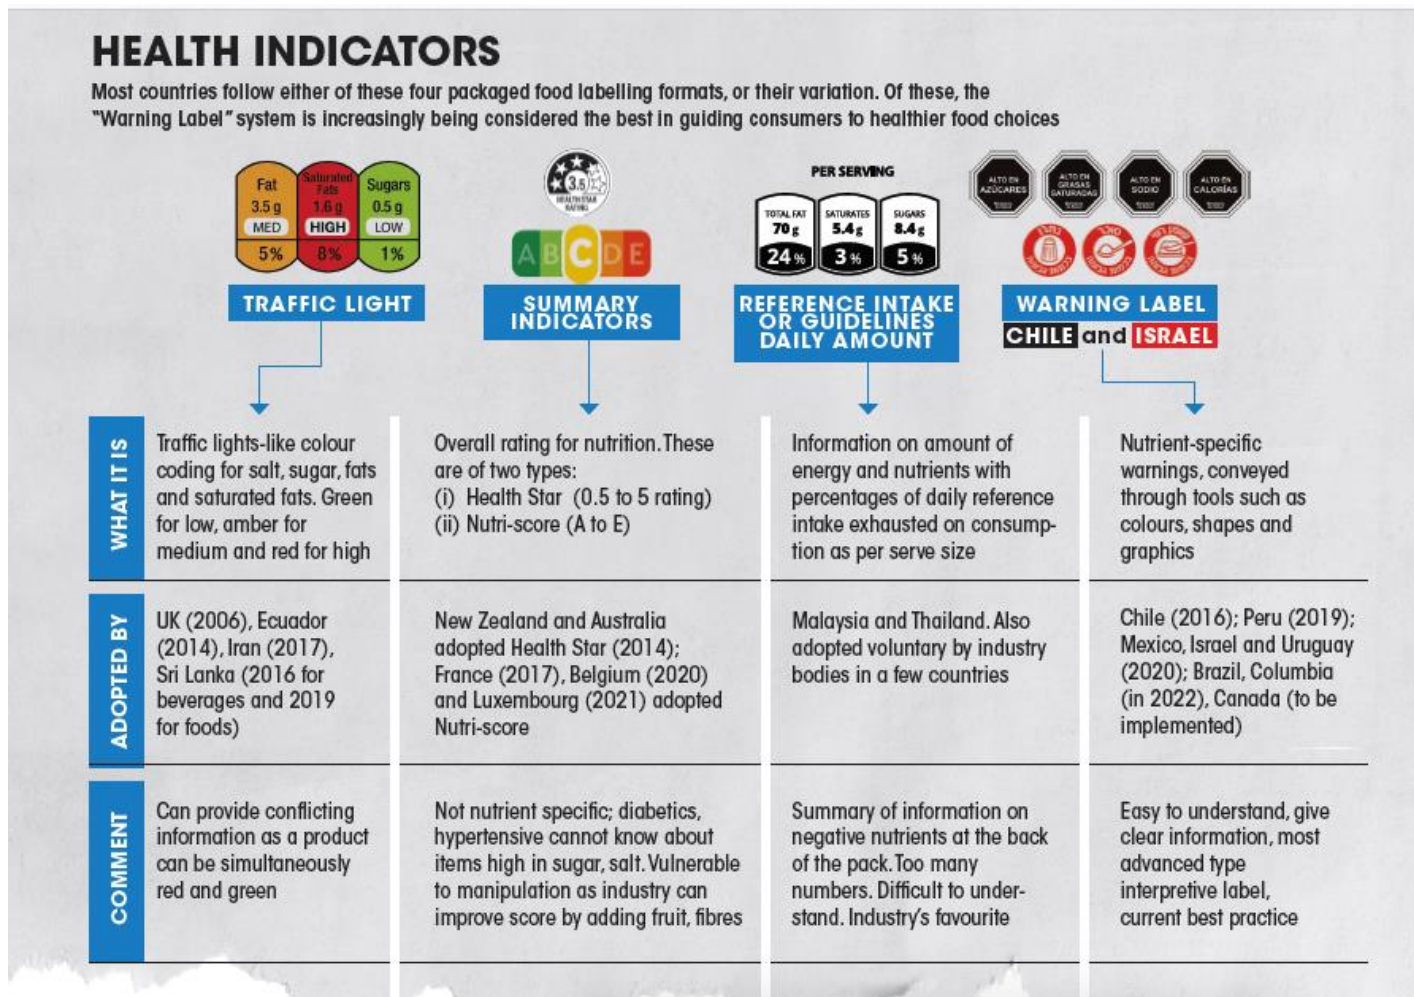 HEALTH INDICATORS
Most countries follow either of these four packaged food labelling formats, or their variation. Of these, the
"Warning Label" system is increasingly being considered the best in guiding consumers to healthier food choices
Fat
3.5 g
MED
5%
Saturated
Fats
1.6 g
HIGH
8%
Sugars
0.5 g
LOW
1%
TRAFFIC LIGHT
3.5
HEALTH STAR
RATING
A B C D E
SUMMARY
INDICATORS
PER SERVING
TOTAL FAT
70 g
24 %
SATURATES
5.4 g
3 %
SUGARS
8.4 g
5 %
REFERENCE INTAKE
OR GUIDELINES
DAILY AMOUNT
ALTO EN
AZÚCARES
ALTO EN
GRASAS
SATURADAS
ALTO EN
SODIO
ALTO EN
CALORÍAS
WARNING LABEL
CHILE and ISRAEL
WHAT IT IS
Traffic lights-like colour
coding for salt, sugar, fats
and saturated fats. Green
for low, amber for
medium and red for high
Overall rating for nutrition. These
are of two types:
(i) Health Star (0.5 to 5 rating)
(ii) Nutri-score (A to E)
Information on amount of
energy and nutrients with
percentages of daily reference
intake exhausted on consump-
tion as per serve size
Nutrient-specific
warnings, conveyed
through tools such as
colours, shapes and
graphics
ADOPTED BY
UK (2006), Ecuador
(2014), Iran (2017),
Sri Lanka (2016 for
beverages and 2019
for foods)
New Zealand and Australia
adopted Health Star (2014);
France (2017), Belgium (2020)
and Luxembourg (2021) adopted
Nutri-score
Malaysia and Thailand. Also
adopted voluntary by industry
bodies in a few countries
Chile (2016); Peru (2019);
Mexico, Israel and Uruguay
(2020); Brazil, Columbia
(in 2022), Canada (to be
implemented)
COMMENT
Can provide conflicting
information as a product
can be simultaneously
red and green
Not nutrient specific; diabetics,
hypertensive cannot know about
items high in sugar, salt. Vulnerable
to manipulation as industry can
improve score by adding fruit, fibres
Summary of information on
negative nutrients at the back
of the pack. Too many
numbers. Difficult to under-
stand. Industry's favourite
Easy to understand, give
clear information, most
advanced type
interpretive label,
current best practice